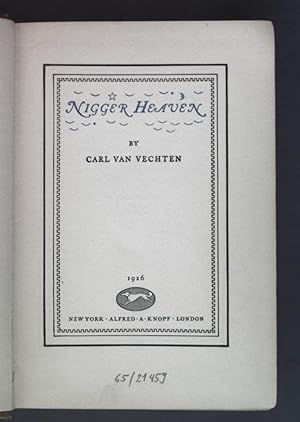 NIGGER HEAVEN
BY
CARL VAN VECHTEN
1926
NEW YORK · ALFRED · A · KNOPF · LONDON
65/21459